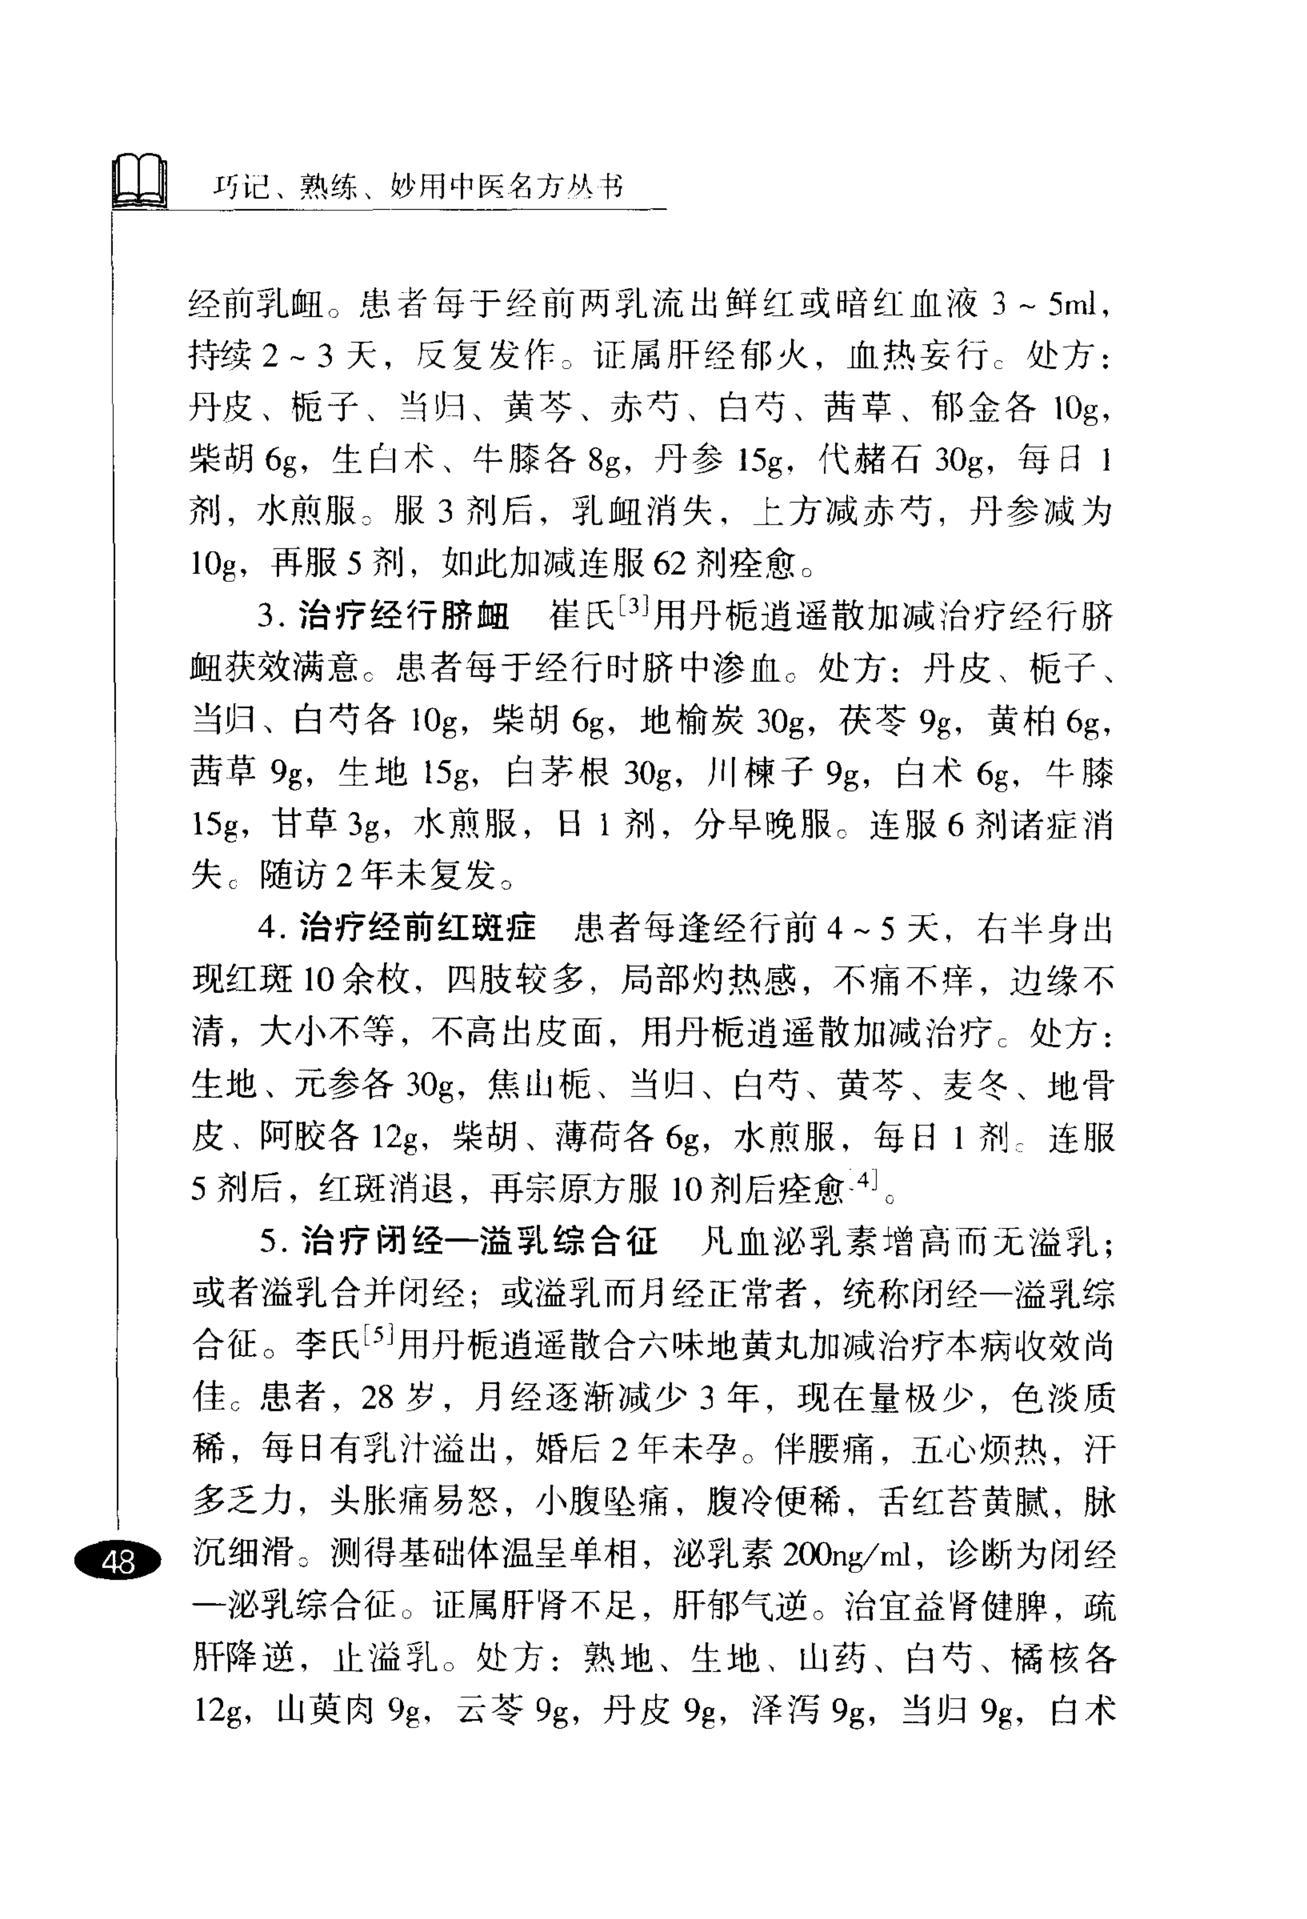 巧记、熟练、妙用中医名方丛书
经前乳衄。患者每于经前两乳流出鲜红或暗红血液 3 ~ 5ml，
持续 2 ~ 3 天，反复发作。证属肝经郁火，血热妄行。处方：
丹皮、栀子、当归、黄芩、赤芍、白芍、茜草、郁金各 10g，
柴胡 6g，生白术、牛膝各 8g，丹参 15g，代赭石 30g，每日 1
剂，水煎服。服 3 剂后，乳衄消失，上方减赤芍，丹参减为
10g，再服 5 剂，如此加减连服 62 剂痊愈。
3. 治疗经行脐衄 崔氏[3]用丹栀逍遥散加减治疗经行脐
衄获效满意。患者每于经行时脐中渗血。处方：丹皮、栀子、
当归、白芍各 10g，柴胡 6g，地榆炭 30g，茯苓 9g，黄柏 6g，
茜草 9g，生地 15g，白茅根 30g，川楝子 9g，白术 6g，牛膝
15g，甘草 3g，水煎服，日 1 剂，分早晚服。连服 6 剂诸症消
失。随访 2 年未复发。
4. 治疗经前红斑症 患者每逢经行前 4 ~ 5 天，右半身出
现红斑 10 余枚，四肢较多，局部灼热感，不痛不痒，边缘不
清，大小不等，不高出皮面，用丹栀逍遥散加减治疗。处方：
生地、元参各 30g，焦山栀、当归、白芍、黄芩、麦冬、地骨
皮、阿胶各 12g，柴胡、薄荷各 6g，水煎服，每日 1 剂。连服
5 剂后，红斑消退，再宗原方服 10 剂后痊愈[4]。
5. 治疗闭经—溢乳综合征 凡血泌乳素增高而无溢乳；
或者溢乳合并闭经；或溢乳而月经正常者，统称闭经—溢乳综
合征。李氏[5]用丹栀逍遥散合六味地黄丸加减治疗本病收效尚
佳。患者，28 岁，月经逐渐减少 3 年，现在量极少，色淡质
稀，每日有乳汁溢出，婚后 2 年未孕。伴腰痛，五心烦热，汗
多乏力，头胀痛易怒，小腹坠痛，腹冷便稀，舌红苔黄腻，脉
沉细滑。测得基础体温呈单相，泌乳素 200ng/ml，诊断为闭经
—泌乳综合征。证属肝肾不足，肝郁气逆。治宜益肾健脾，疏
肝降逆，止溢乳。处方：熟地、生地、山药、白芍、橘核各
12g，山萸肉 9g，云苓 9g，丹皮 9g，泽泻 9g，当归 9g，白术
48